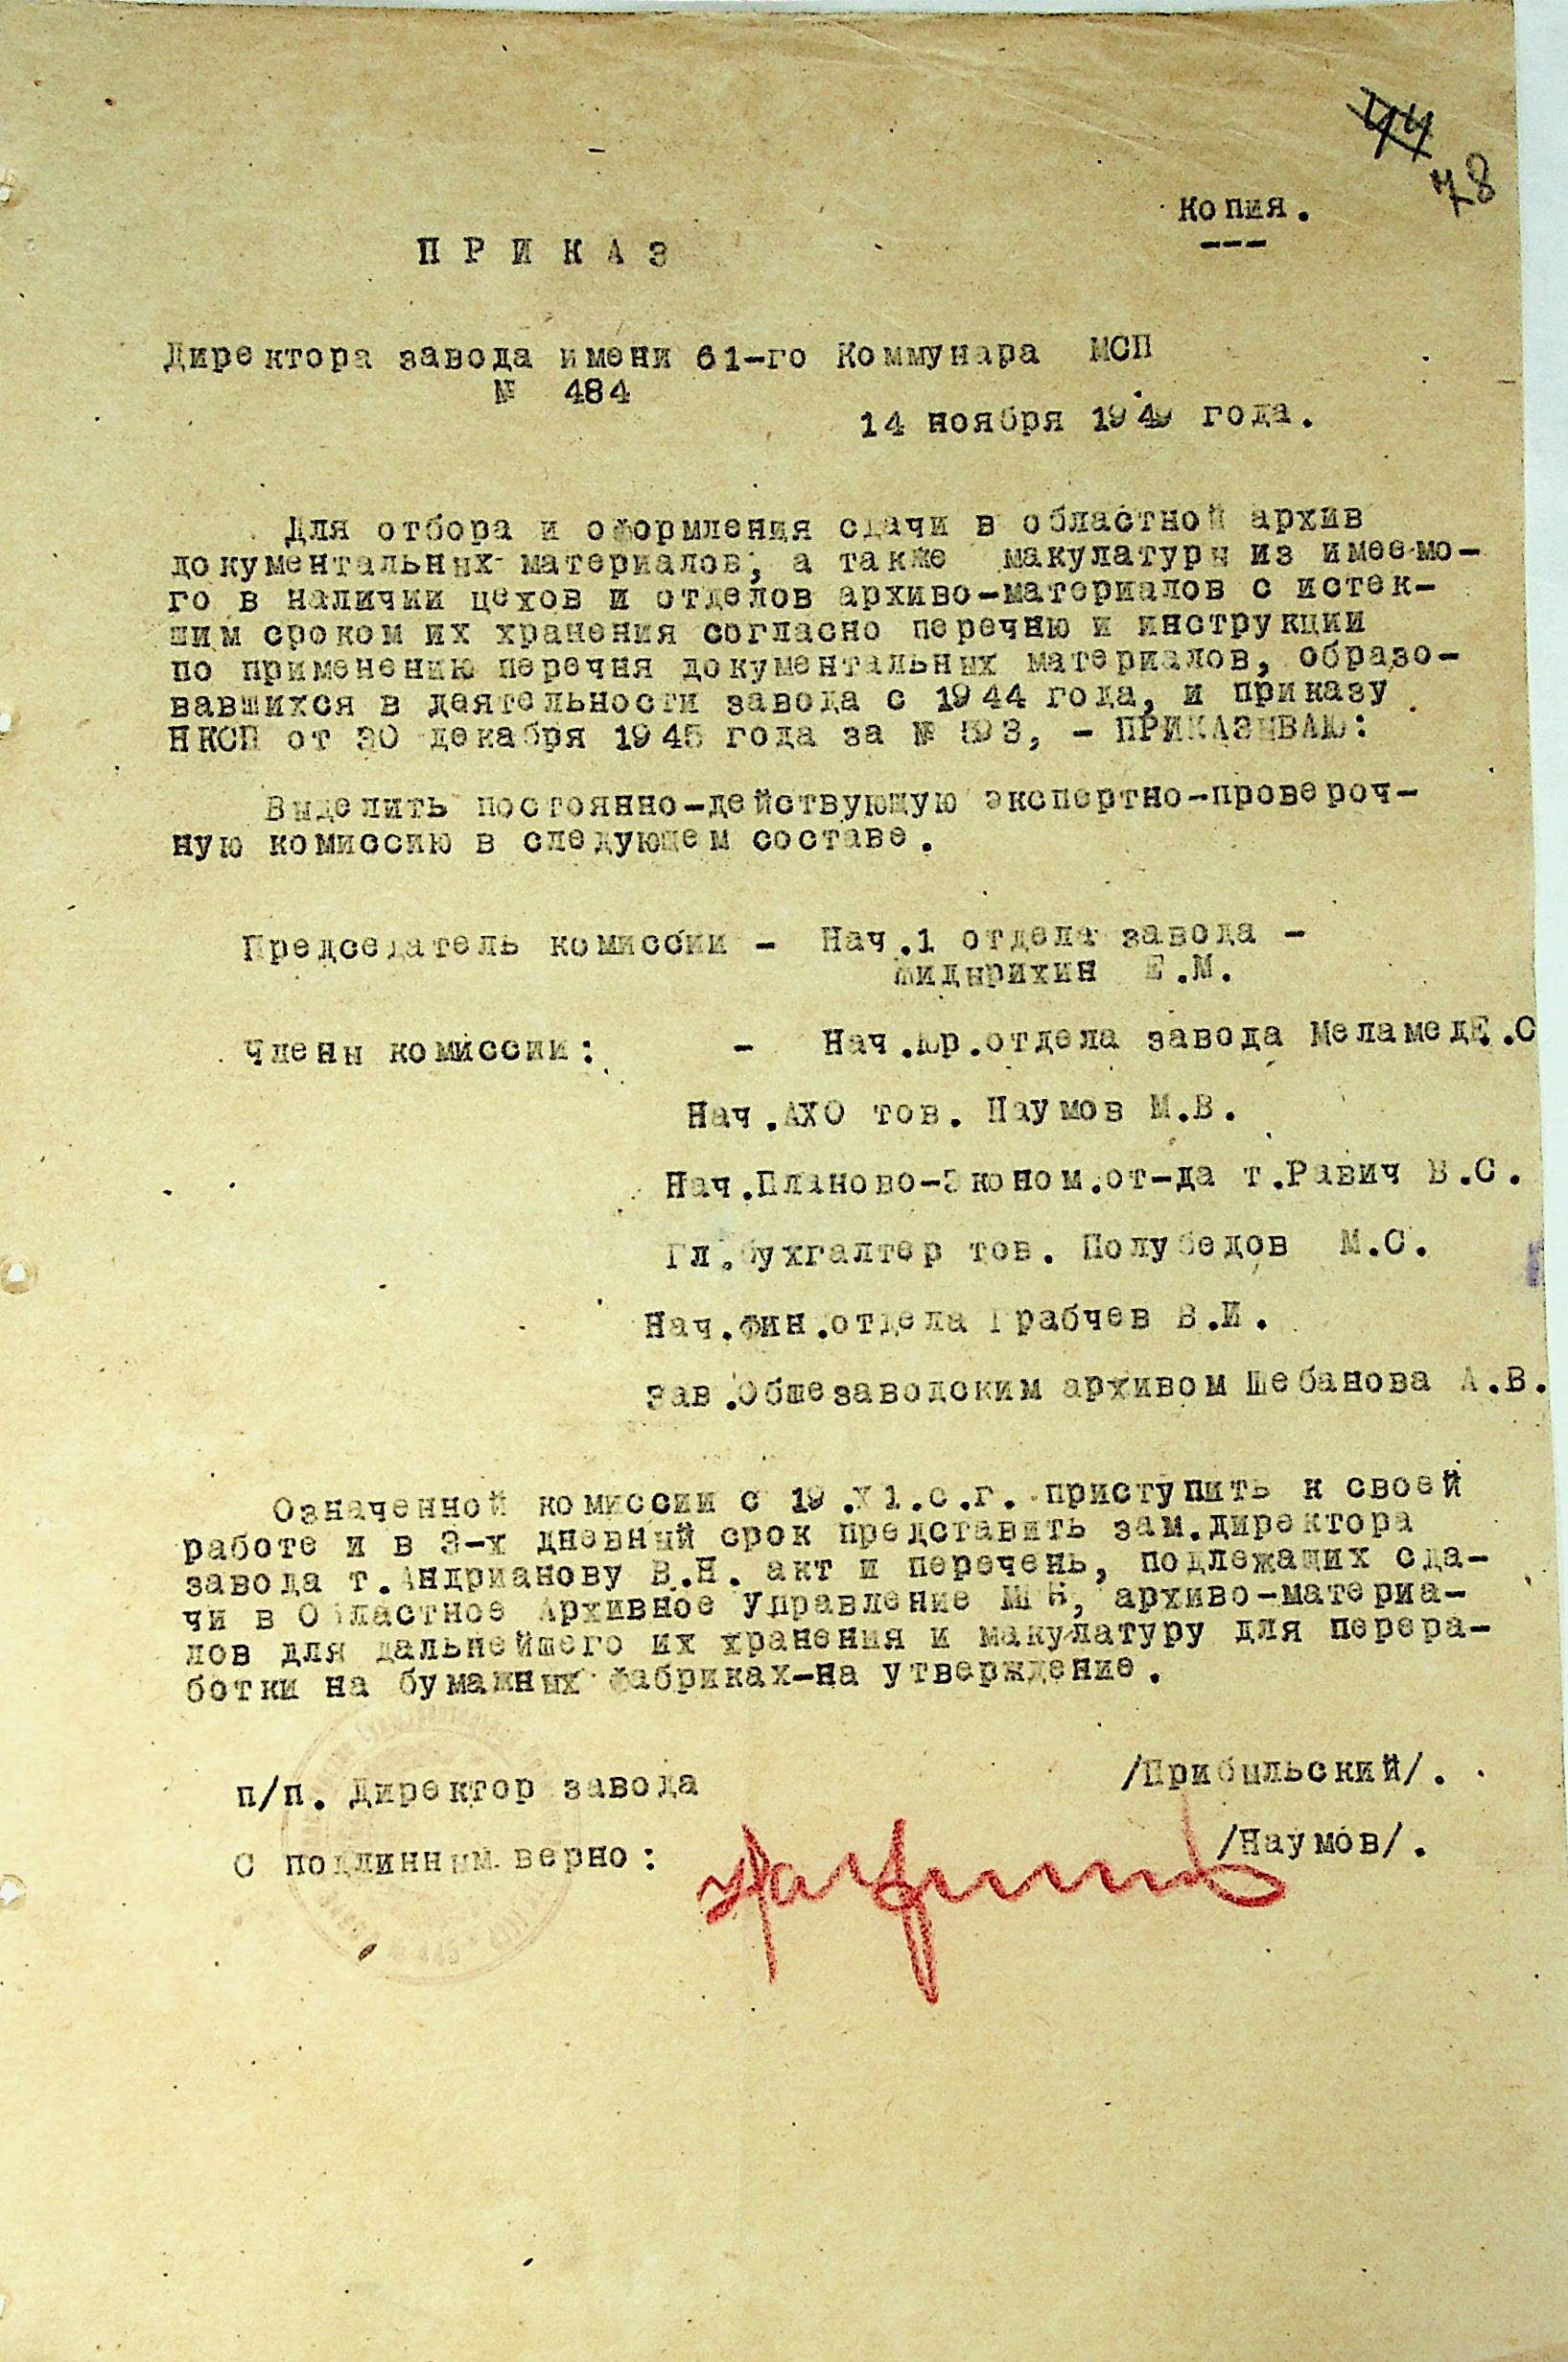 44
78
Копия.
ПРИКАЗ
Директора завода имени 61-го Коммунара МСП
№ 484
14 ноября 1949 года.
Для отбора и оформления сдачи в областной архив
документальных материалов, а также макулатуры из имеемо-
го в наличии цехов и отделов архиво-материалов с истек-
шим сроком их хранения согласно перечню и инструкции
по применению перечня документальных материалов, образо-
вавшихся в деятельности завода с 1944 года, и приказу
НКСП от 30 декабря 1945 года за № 593, - ПРИКАЗЫВАЮ:
Выделить постоянно-действующую экспертно-провероч-
ную комиссию в следующем составе.
Председатель комиссии - Нач.1 отдела завода -
Е.М.
Члены комиссии: - Нач.Юр.отдела завода Меламед Е.С
Нач.АХО тов. Наумов М.В.
Нач.Планово-Эконом.от-да т.Равич В.С.
Гл.бухгалтер тов. Полубедов М.С.
Нач.фин.отдела Грабчев В.И.
Зав.Общезаводским архивом Шебанова А.В.
Означенной комиссии с 19.X1.с.г. приступить к своей
работе и в 3-х дневный срок представить зам.директора
завода т.Андрианову В.Н. акт и перечень, подлежащих сда-
чи в Областное Архивное Управление архиво-материа-
лов для дальнейшего их хранения и макулатуру для перера-
ботки на бумажных фабриках-на утверждение.
п/п. Директор завода /Прибыльский/.
С подлинным верно: /Наумов/.